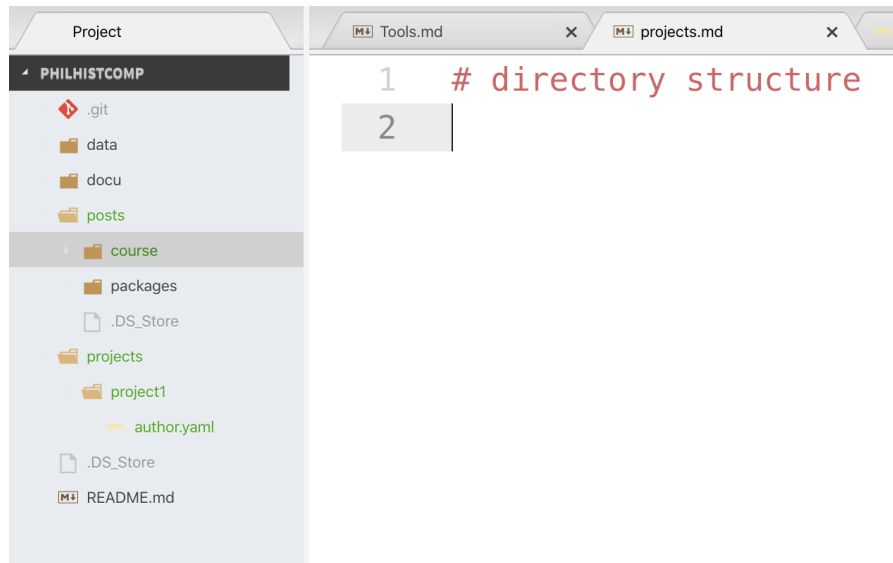 Project
PHILHISTCOMP
.git
data
docu
posts
course
packages
.DS_Store
projects
project1
author.yaml
.DS_Store
M↓ README.md
M↓ Tools.md ×
M↓ projects.md ×
1 # directory structure
2